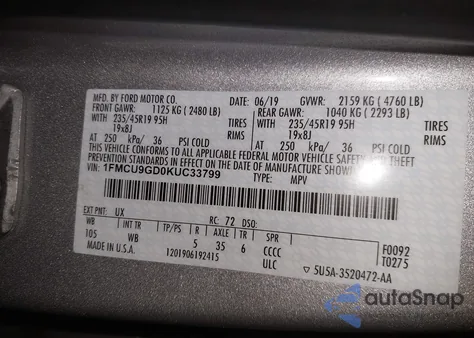 MFD. BY FORD MOTOR CO. DATE: 06/19 GVWR: 2159 KG (4760 LB)
FRONT GAWR: 1125 KG (2480 LB) REAR GAWR: 1040 KG (2293 LB)
WITH 235/45R19 95H TIRES WITH 235/45R19 95H TIRES
19x8J RIMS 19x8J RIMS
AT 250 kPa/ 36 PSI COLD AT 250 kPa/ 36 PSI COLD
THIS VEHICLE CONFORMS TO ALL APPLICABLE FEDERAL MOTOR VEHICLE SAFETY AND
THEFT PREVENTION STANDARDS IN EFFECT ON THE DATE OF MANUFACTURE SHOWN
VIN: 1FMCU9GD0KUC33799 TYPE: MPV
EXT PNT: UX RC: 72 DSO: F0092
WB TP/PS AXLE TR SPR T0275
105 WB 5 35 6 CCCC
MADE IN U.S.A. 1201906192415 ULC ▽ 5U5A-3520472-AA
autoSnap